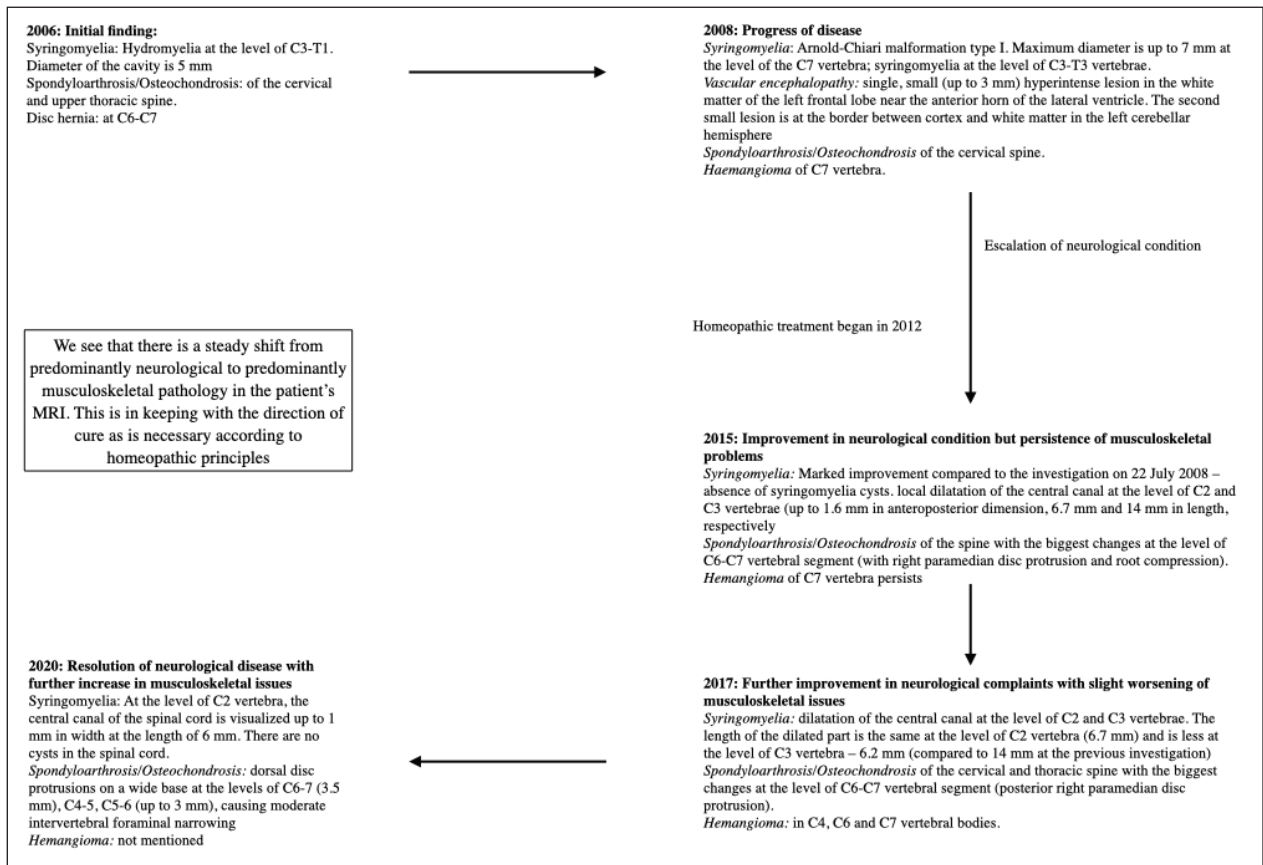 2006: Initial finding:
Syringomyelia: Hydromyelia at the level of C3-T1.
Diameter of the cavity is 5 mm
Spondyloarthrosis/Osteochondrosis: of the cervical
and upper thoracic spine.
Disc hernia: at C6-C7
2008: Progress of disease
Syringomyelia: Arnold-Chiari malformation type I. Maximum diameter is up to 7 mm at
the level of the C7 vertebra; syringomyelia at the level of C3-T3 vertebrae.
Vascular encephalopathy: single, small (up to 3 mm) hyperintense lesion in the white
matter of the left frontal lobe near the anterior horn of the lateral ventricle. The second
small lesion is at the border between cortex and white matter in the left cerebellar
hemisphere
Spondyloarthrosis/Osteochondrosis of the cervical spine.
Haemangioma of C7 vertebra.
Escalation of neurological condition
Homeopathic treatment began in 2012
We see that there is a steady shift from
predominantly neurological to predominantly
musculoskeletal pathology in the patient's
MRI. This is in keeping with the direction of
cure as is necessary according to
homeopathic principles
2015: Improvement in neurological condition but persistence of musculoskeletal
problems
Syringomyelia: Marked improvement compared to the investigation on 22 July 2008 –
absence of syringomyelia cysts. local dilatation of the central canal at the level of C2 and
C3 vertebrae (up to 1.6 mm in anteroposterior dimension, 6.7 mm and 14 mm in length,
respectively
Spondyloarthrosis/Osteochondrosis of the spine with the biggest changes at the level of
C6-C7 vertebral segment (with right paramedian disc protrusion and root compression).
Hemangioma of C7 vertebra persists
2017: Further improvement in neurological complaints with slight worsening of
musculoskeletal issues
Syringomyelia: dilatation of the central canal at the level of C2 and C3 vertebrae. The
length of the dilated part is the same at the level of C2 vertebra (6.7 mm) and is less at
the level of C3 vertebra – 6.2 mm (compared to 14 mm at the previous investigation)
Spondyloarthrosis/Osteochondrosis of the cervical and thoracic spine with the biggest
changes at the level of C6-C7 vertebral segment (posterior right paramedian disc
protrusion).
Hemangioma: in C4, C6 and C7 vertebral bodies.
2020: Resolution of neurological disease with
further increase in musculoskeletal issues
Syringomyelia: At the level of C2 vertebra, the
central canal of the spinal cord is visualized up to 1
mm in width at the length of 6 mm. There are no
cysts in the spinal cord.
Spondyloarthrosis/Osteochondrosis: dorsal disc
protrusions on a wide base at the levels of C6-7 (3.5
mm), C4-5, C5-6 (up to 3 mm), causing moderate
intervertebral foraminal narrowing
Hemangioma: not mentioned